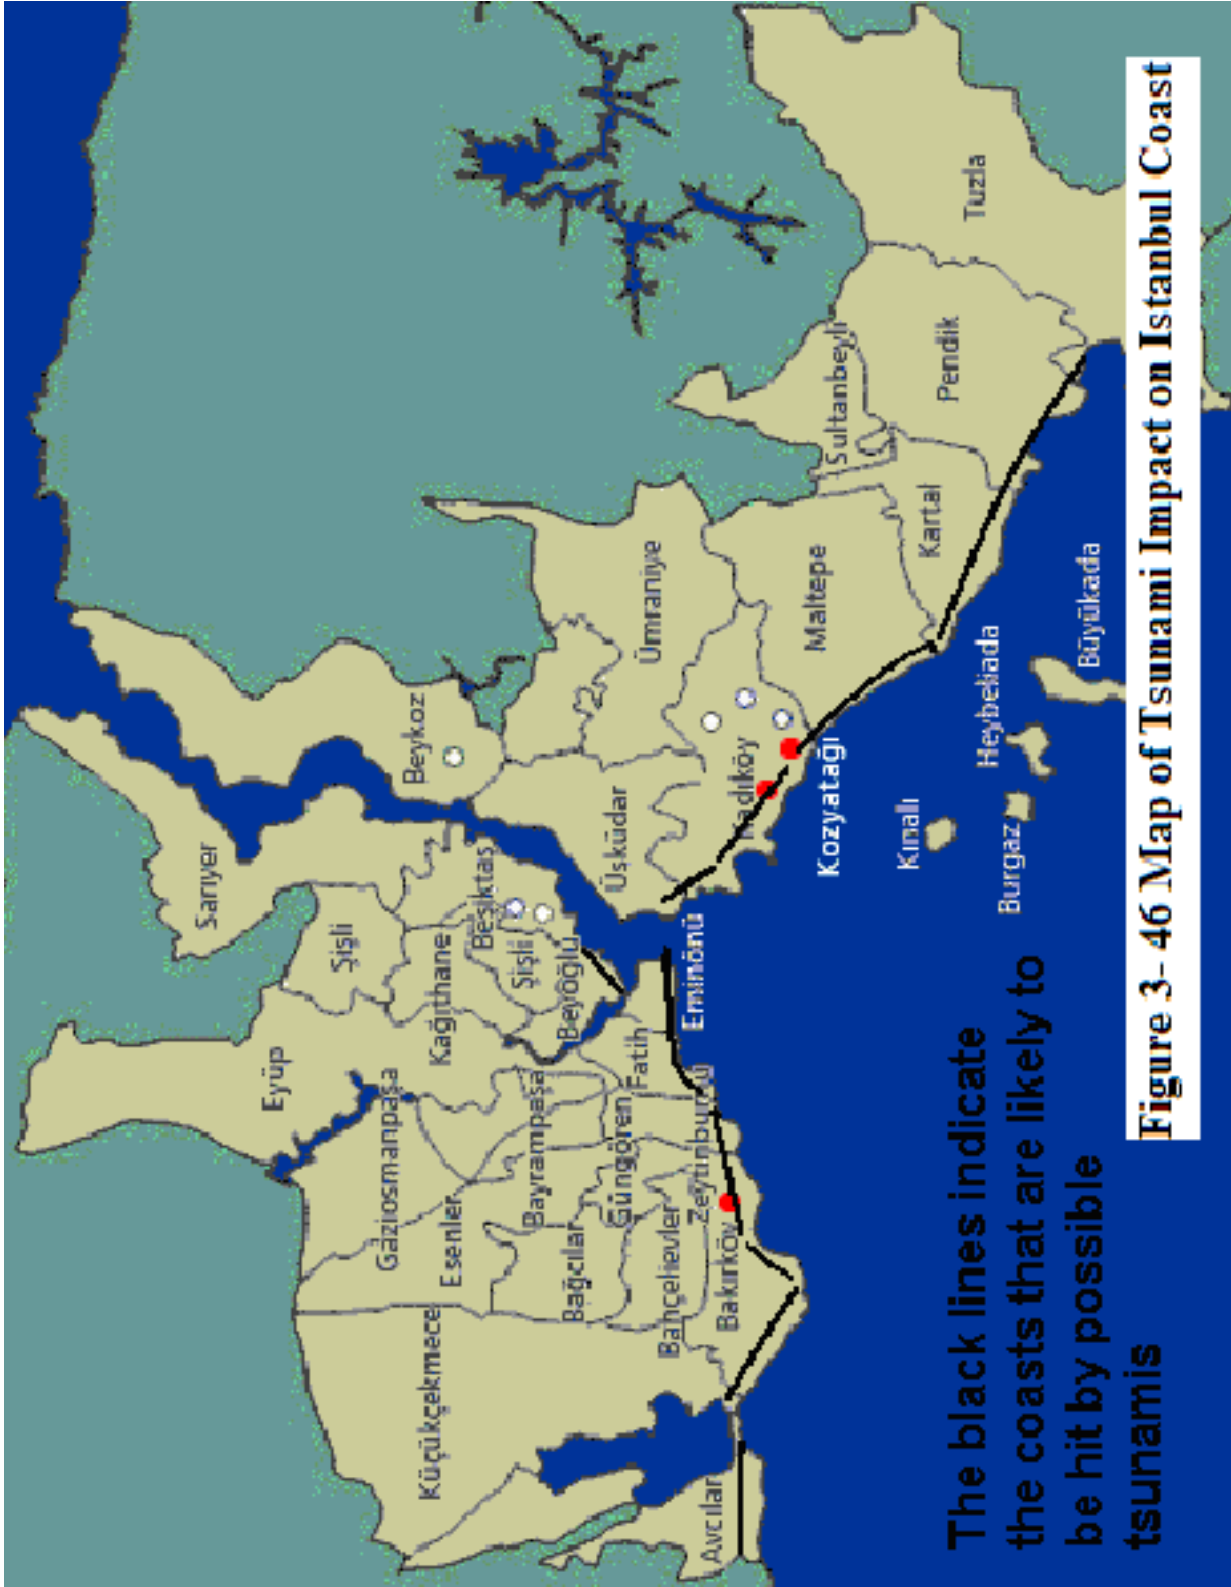 Sarıyer
Beykoz
Eyüp
Şişli
Kağıthane
Beşiktaş
Şişli
Beyoğlu
Gaziosmanpaşa
Esenler
Bayrampaşa
Küçükçekmece
Bağcılar
Güngören
Fatih
Eminönü
Bahçelievler
Zeytinburnu
Bakırköy
Avcılar
Üsküdar
Ümraniye
Kadıköy
Kozyatağı
Maltepe
Sultanbeyli
Kartal
Pendik
Tuzla
Kınalı
Burgaz
Heybeliada
Büyükada
The black lines indicate
the coasts that are likely to
be hit by possible
tsunamis
Figure 3- 46 Map of Tsunami Impact on Istanbul Coast